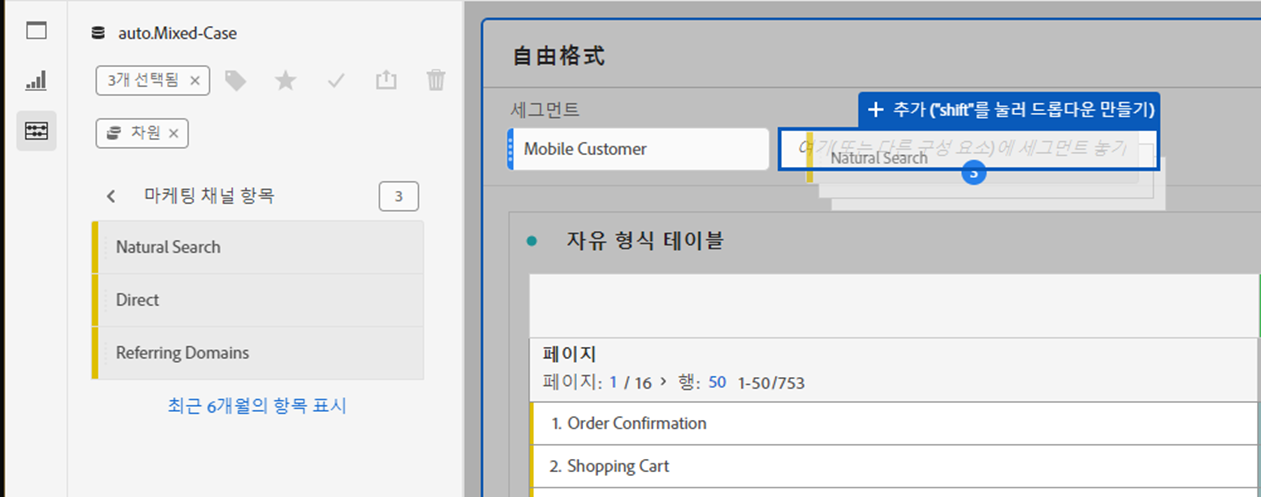 auto.Mixed-Case
3개 선택됨 ×
차원 ×
마케팅 채널 항목 3
Natural Search
Direct
Referring Domains
최근 6개월의 항목 표시
自由格式
세그먼트
+ 추가 ("shift"를 눌러 드롭다운 만들기)
Mobile Customer
여기(또는 다른 구성 요소)에 세그먼트 놓기
Natural Search
3
자유 형식 테이블
페이지
페이지: 1 / 16 > 행: 50 1-50/753
1. Order Confirmation
2. Shopping Cart